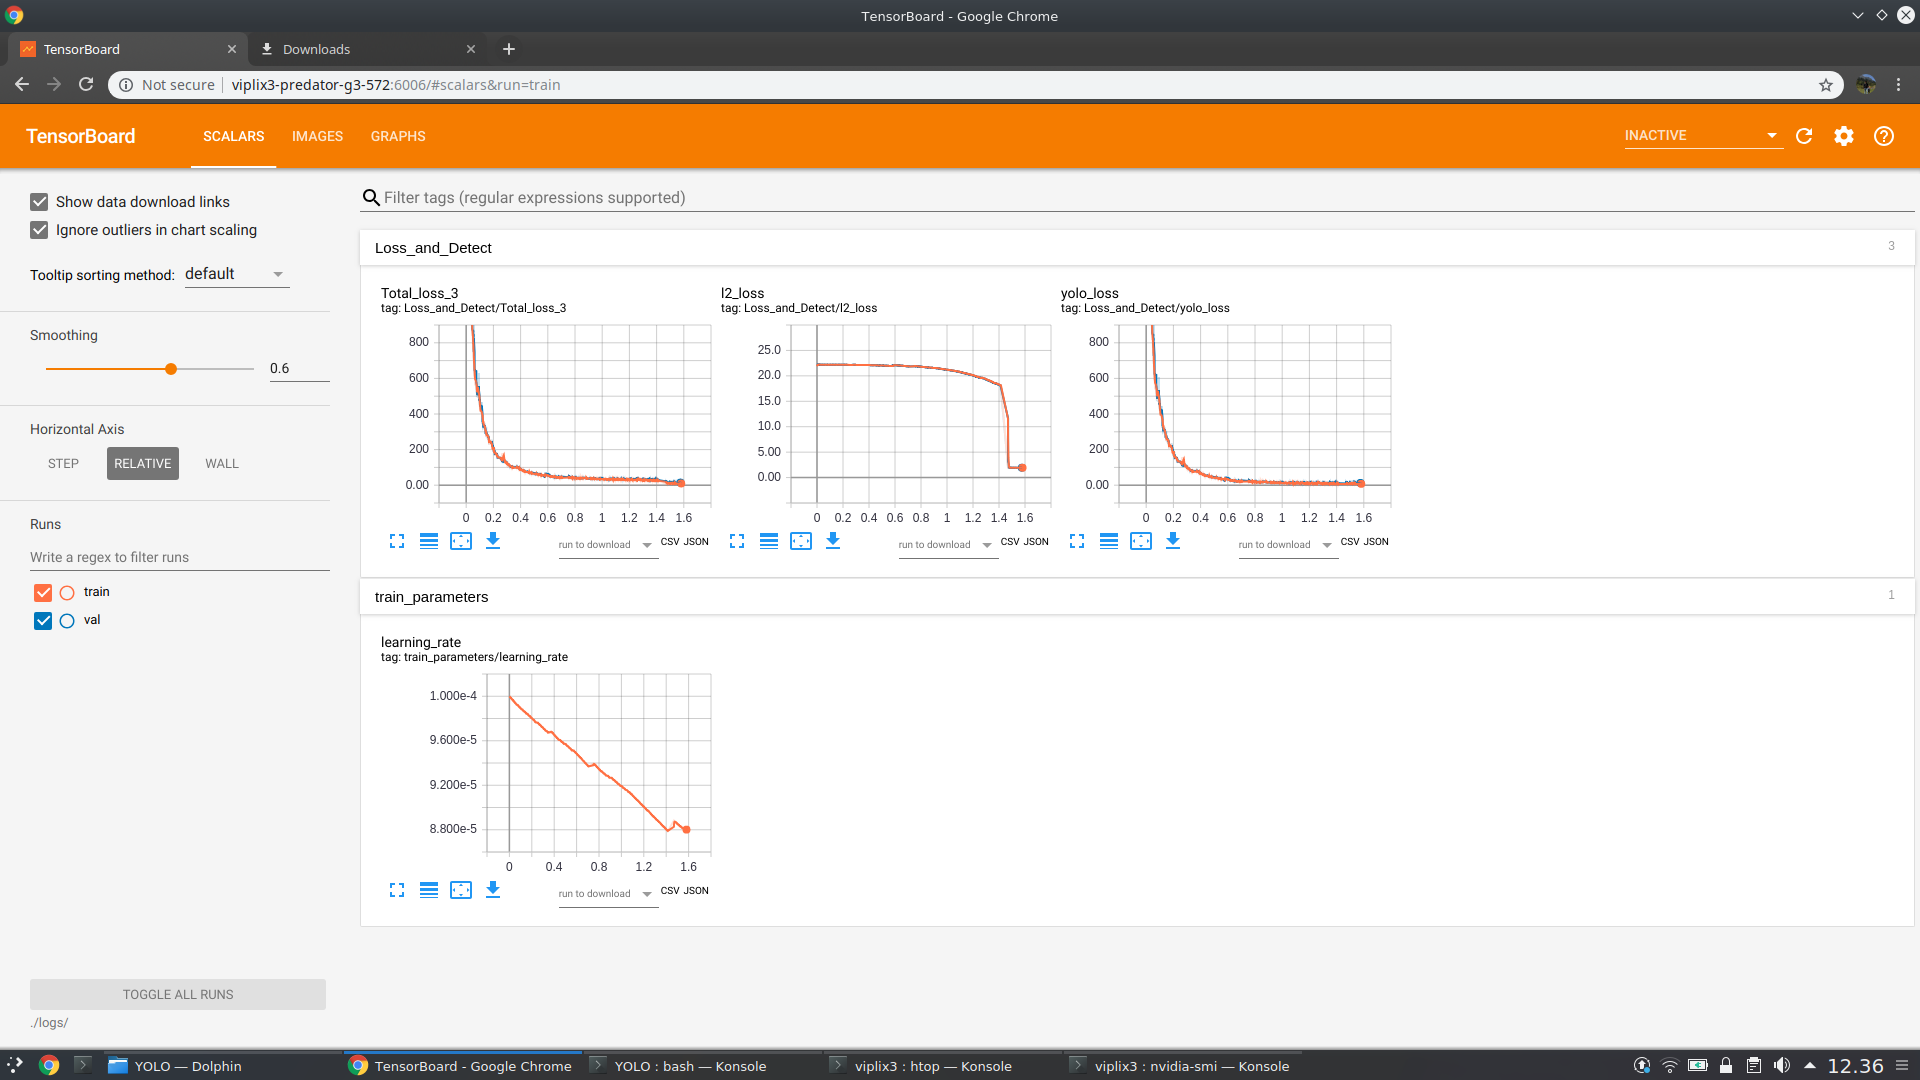 TensorBoard - Google Chrome
TensorBoard
Downloads
Not secure
viplix3-predator-g3-572:6006/#scalars&run=train
TensorBoard
SCALARS
IMAGES
GRAPHS
INACTIVE
Show data download links
Ignore outliers in chart scaling
Tooltip sorting method: default
Smoothing
0.6
Horizontal Axis
STEP
RELATIVE
WALL
Runs
Write a regex to filter runs
train
val
TOGGLE ALL RUNS
./logs/
Filter tags (regular expressions supported)
Loss_and_Detect
3
Total_loss_3
tag: Loss_and_Detect/Total_loss_3
800
600
400
200
0.00
0 0.2 0.4 0.6 0.8 1 1.2 1.4 1.6
run to download
CSV JSON
l2_loss
tag: Loss_and_Detect/l2_loss
25.0
20.0
15.0
10.0
5.00
0.00
0 0.2 0.4 0.6 0.8 1 1.2 1.4 1.6
run to download
CSV JSON
yolo_loss
tag: Loss_and_Detect/yolo_loss
800
600
400
200
0.00
0 0.2 0.4 0.6 0.8 1 1.2 1.4 1.6
run to download
CSV JSON
train_parameters
1
learning_rate
tag: train_parameters/learning_rate
1.000e-4
9.600e-5
9.200e-5
8.800e-5
0 0.4 0.8 1.2 1.6
run to download
CSV JSON
YOLO — Dolphin
TensorBoard - Google Chrome
YOLO : bash — Konsole
viplix3 : htop — Konsole
viplix3 : nvidia-smi — Konsole
12.36